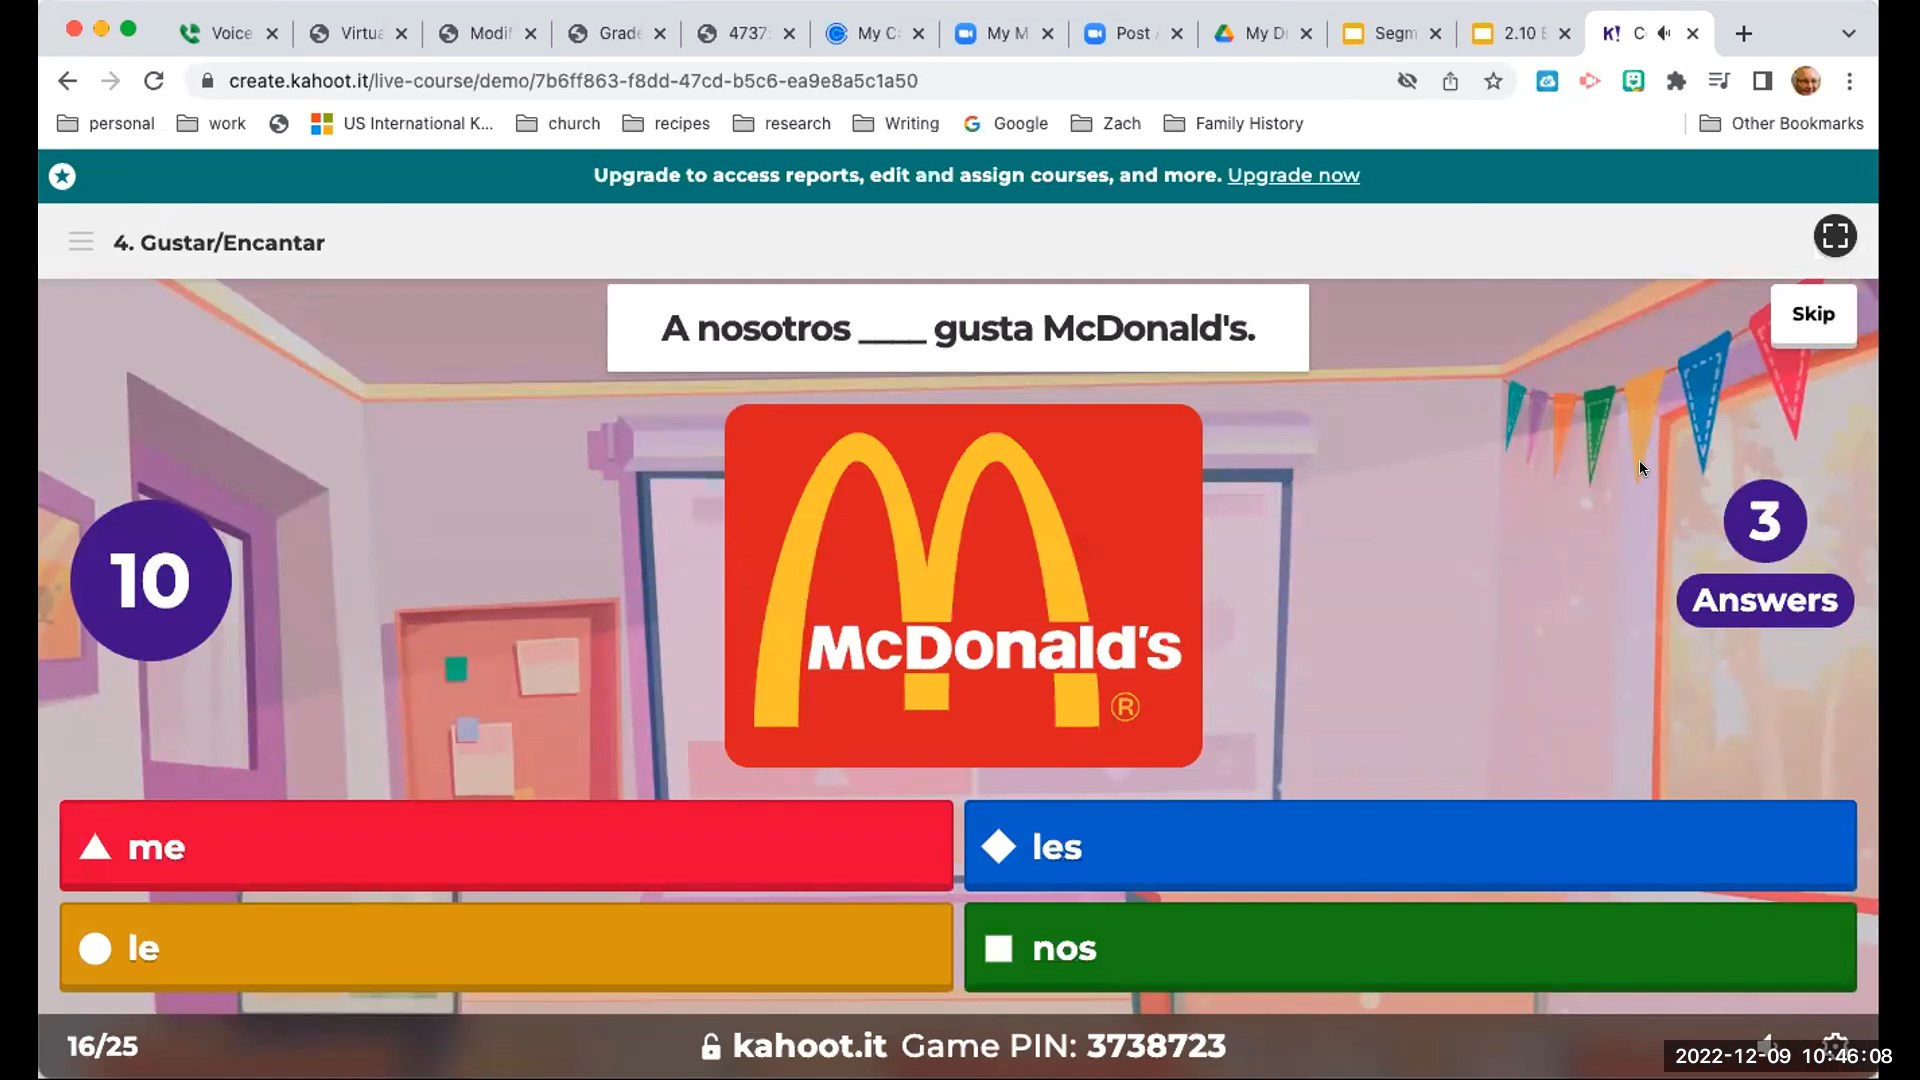 Voice
Virtua
Modif
Grade
4737
My C
My M
Post
My D
Segm
2.10 E
K! C
create.kahoot.it/live-course/demo/7b6ff863-f8dd-47cd-b5c6-ea9e8a5c1a50
personal
work
US International K...
church
recipes
research
Writing
Google
Zach
Family History
Other Bookmarks
Upgrade to access reports, edit and assign courses, and more. Upgrade now
4. Gustar/Encantar
A nosotros ____ gusta McDonald's.
Skip
10
McDonald's ®
3
Answers
me
les
le
nos
16/25
kahoot.it Game PIN: 3738723
2022-12-09 10:46:08